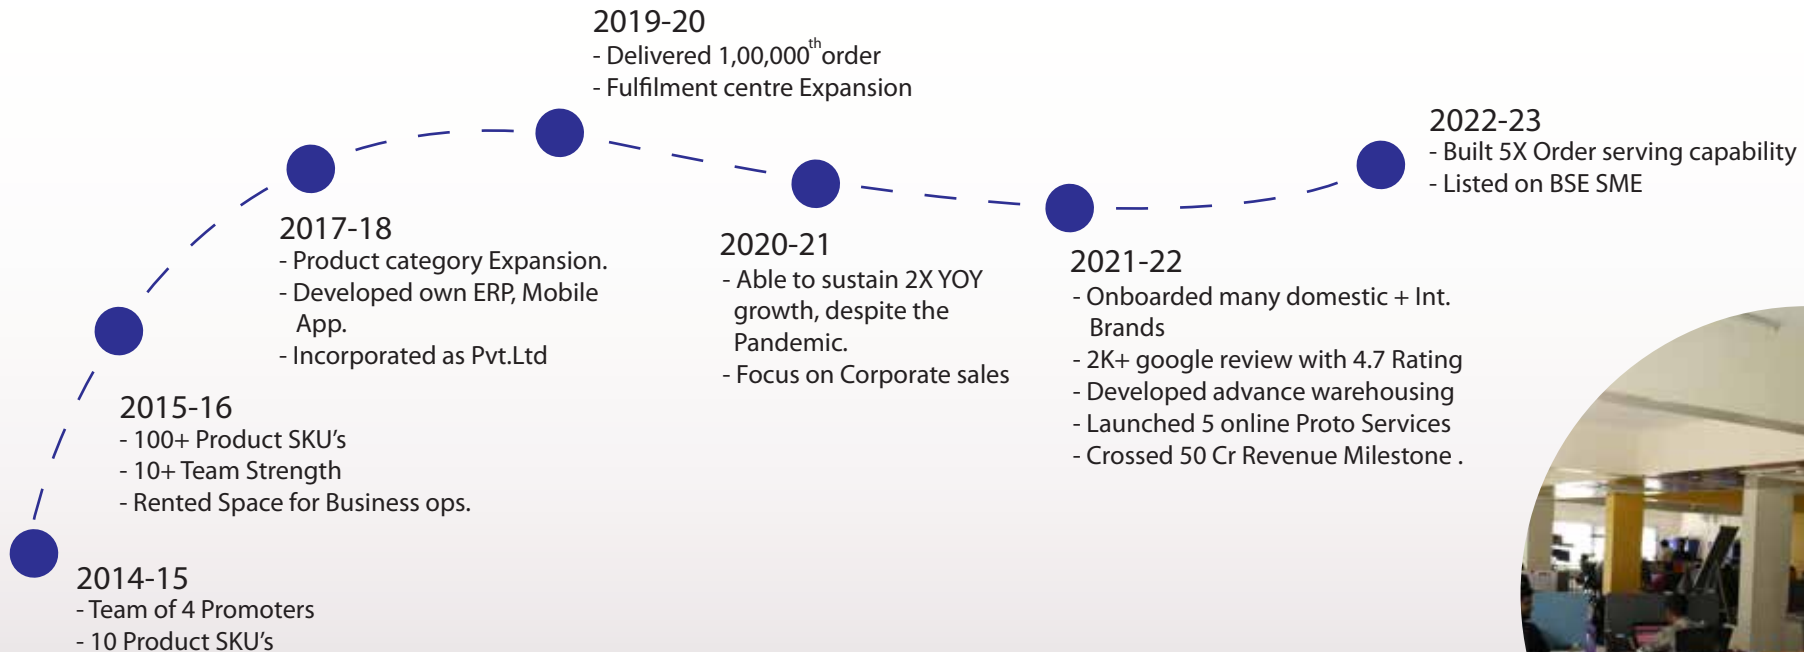 2019-20
- Delivered 1,00,000th order
- Fulfilment centre Expansion
2022-23
- Built 5X Order serving capability
- Listed on BSE SME
2017-18
- Product category Expansion.
- Developed own ERP, Mobile
App.
- Incorporated as Pvt.Ltd
2020-21
- Able to sustain 2X YOY
growth, despite the
Pandemic.
- Focus on Corporate sales
2021-22
- Onboarded many domestic + Int.
Brands
- 2K+ google review with 4.7 Rating
- Developed advance warehousing
- Launched 5 online Proto Services
- Crossed 50 Cr Revenue Milestone .
2015-16
- 100+ Product SKU's
- 10+ Team Strength
- Rented Space for Business ops.
2014-15
- Team of 4 Promoters
- 10 Product SKU's